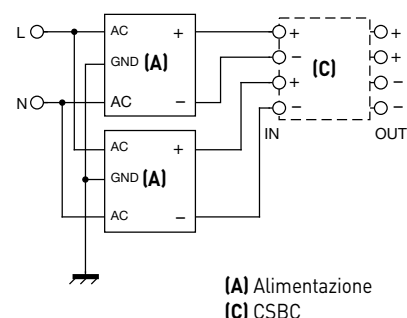 L
AC
+
+
+
GND
(A)
−
(C)
+
+
−
N
AC
−
−
−
IN
OUT
AC
+
GND
(A)
AC
−
(A) Alimentazione
(C) CSBC